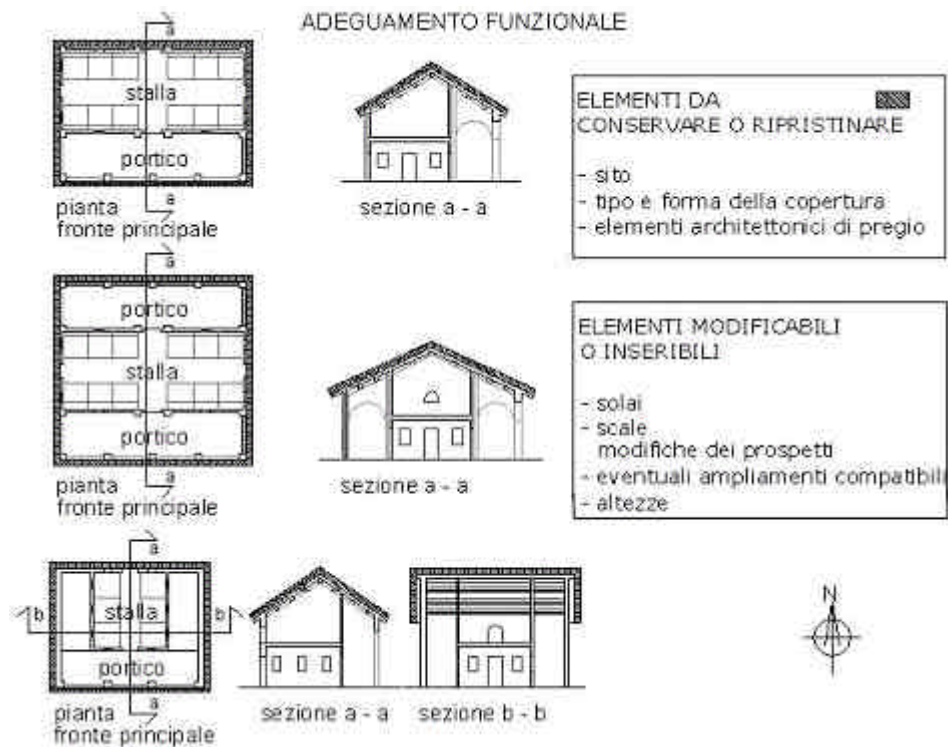 ADEGUAMENTO FUNZIONALE
a
stalla
portico
a
pianta
fronte principale
sezione a - a
ELEMENTI DA
CONSERVARE O RIPRISTINARE
- sito
- tipo e forma della copertura
- elementi architettonici di pregio
a
portico
stalla
portico
a
pianta
fronte principale
sezione a - a
ELEMENTI MODIFICABILI
O INSERIBILI
- solai
- scale
modifiche dei prospetti
- eventuali ampliamenti compatibili
- altezze
a
b
stalla
b
portico
a
pianta
fronte principale
sezione a - a
sezione b - b
N